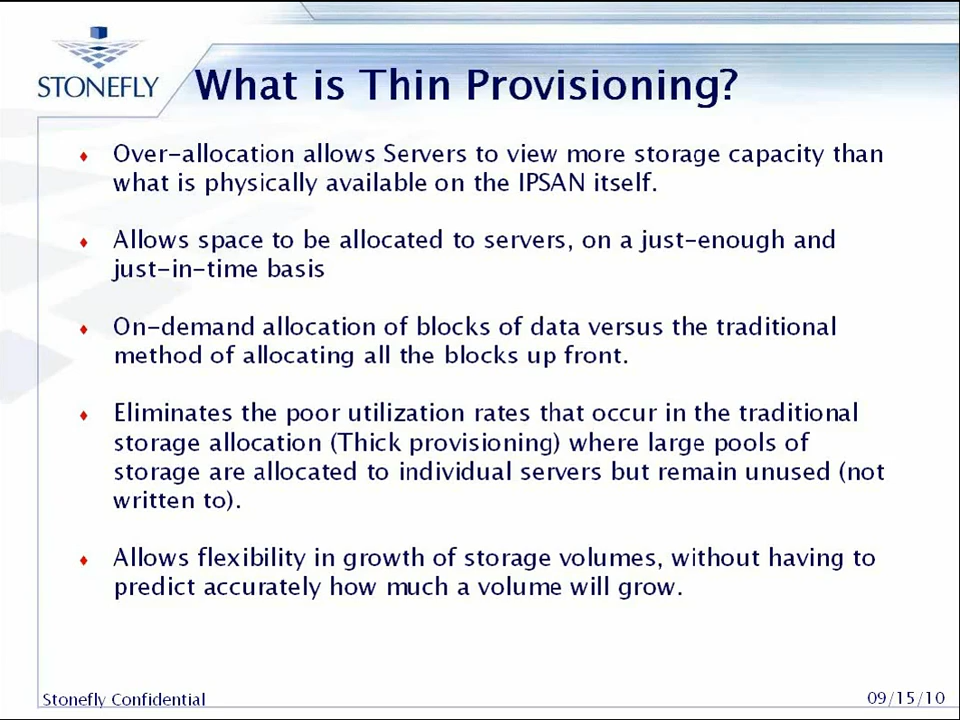 STONEFLY
What is Thin Provisioning?
Over-allocation allows Servers to view more storage capacity than
what is physically available on the IPSAN itself.
Allows space to be allocated to servers, on a just-enough and
just-in-time basis
On-demand allocation of blocks of data versus the traditional
method of allocating all the blocks up front.
Eliminates the poor utilization rates that occur in the traditional
storage allocation (Thick provisioning) where large pools of
storage are allocated to individual servers but remain unused (not
written to).
Allows flexibility in growth of storage volumes, without having to
predict accurately how much a volume will grow.
Stonefly Confidential
09/15/10